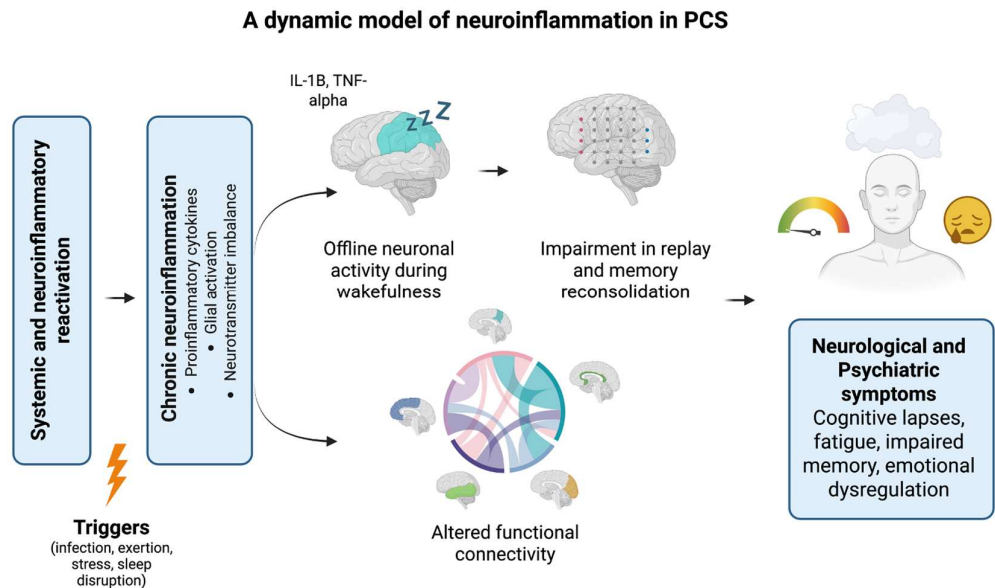 A dynamic model of neuroinflammation in PCS
Systemic and neuroinflammatory
reactivation
Triggers
(infection, exertion,
stress, sleep
disruption)
Chronic neuroinflammation
• Proinflammatory cytokines
• Glial activation
• Neurotransmitter imbalance
IL-1B, TNF-
alpha
z z Z
Offline neuronal
activity during
wakefulness
Impairment in replay
and memory
reconsolidation
Altered functional
connectivity
Neurological and
Psychiatric
symptoms
Cognitive lapses,
fatigue, impaired
memory, emotional
dysregulation